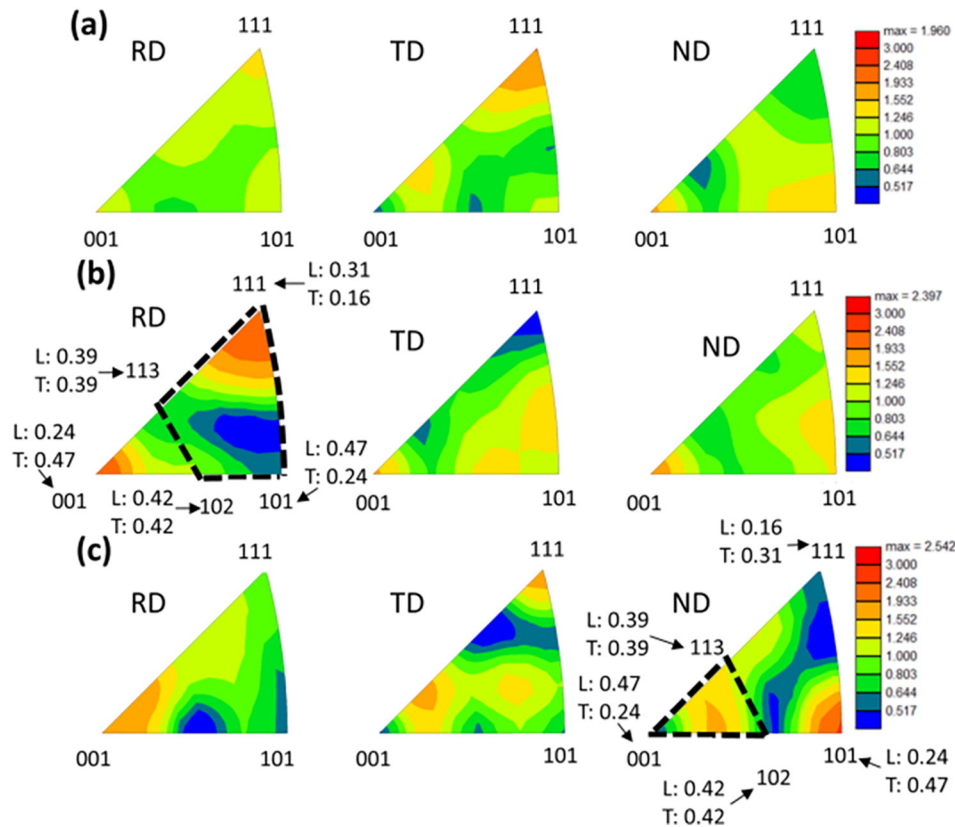 (a)
RD
111
TD
111
ND
111
001
101
001
101
001
101
max = 1.960
3.000
2.408
1.933
1.552
1.246
1.000
0.803
0.644
0.517
(b)
RD
111
L: 0.31
T: 0.16
L: 0.39
T: 0.39
113
L: 0.24
T: 0.47
001
L: 0.42
T: 0.42
102
101
L: 0.47
T: 0.24
TD
111
001
101
ND
111
001
101
max = 2.397
3.000
2.408
1.933
1.552
1.246
1.000
0.803
0.644
0.517
(c)
RD
111
001
101
TD
111
001
101
ND
L: 0.16
T: 0.31
111
L: 0.39
T: 0.39
113
L: 0.47
T: 0.24
001
L: 0.42
T: 0.42
102
101
L: 0.24
T: 0.47
max = 2.542
3.000
2.408
1.933
1.552
1.246
1.000
0.803
0.644
0.517